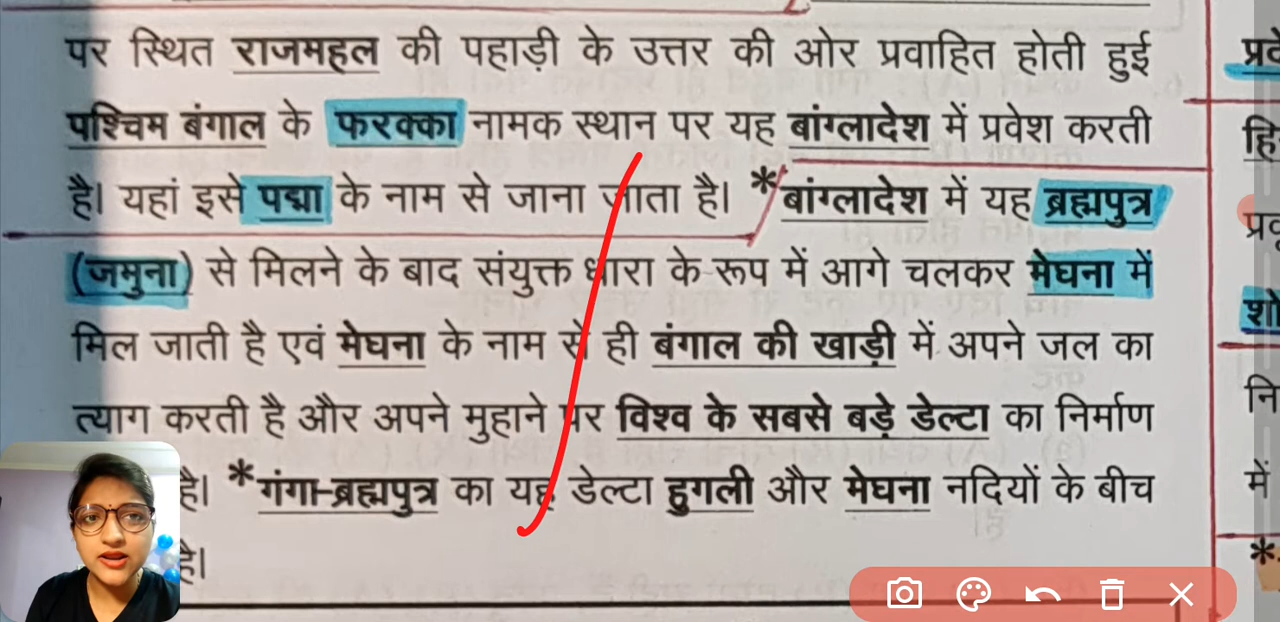 पर स्थित राजमहल की पहाड़ी के उत्तर की ओर प्रवाहित होती हुई
पश्चिम बंगाल के फरक्का नामक स्थान पर यह बांग्लादेश में प्रवेश करती
है। यहां इसे पद्मा के नाम से जाना जाता है। *बांग्लादेश में यह ब्रह्मपुत्र
(जमुना) से मिलने के बाद संयुक्त धारा के रूप में आगे चलकर मेघना में
मिल जाती है एवं मेघना के नाम से ही बंगाल की खाड़ी में अपने जल का
त्याग करती है और अपने मुहाने पर विश्व के सबसे बड़े डेल्टा का निर्माण
है। *गंगा-ब्रह्मपुत्र का यह डेल्टा हुगली और मेघना नदियों के बीच
है।
नि
में